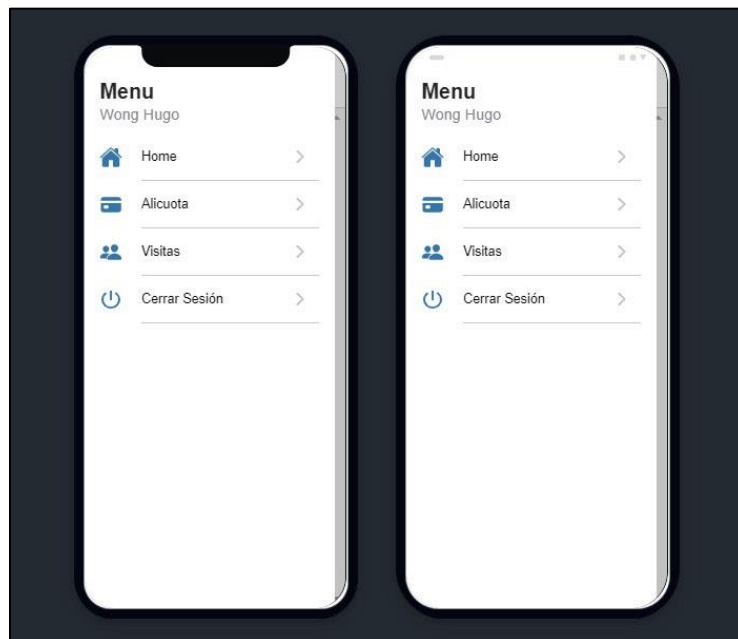 Menu
Wong Hugo
Home
Alicuota
Visitas
Cerrar Sesión
Menu
Wong Hugo
Home
Alicuota
Visitas
Cerrar Sesión